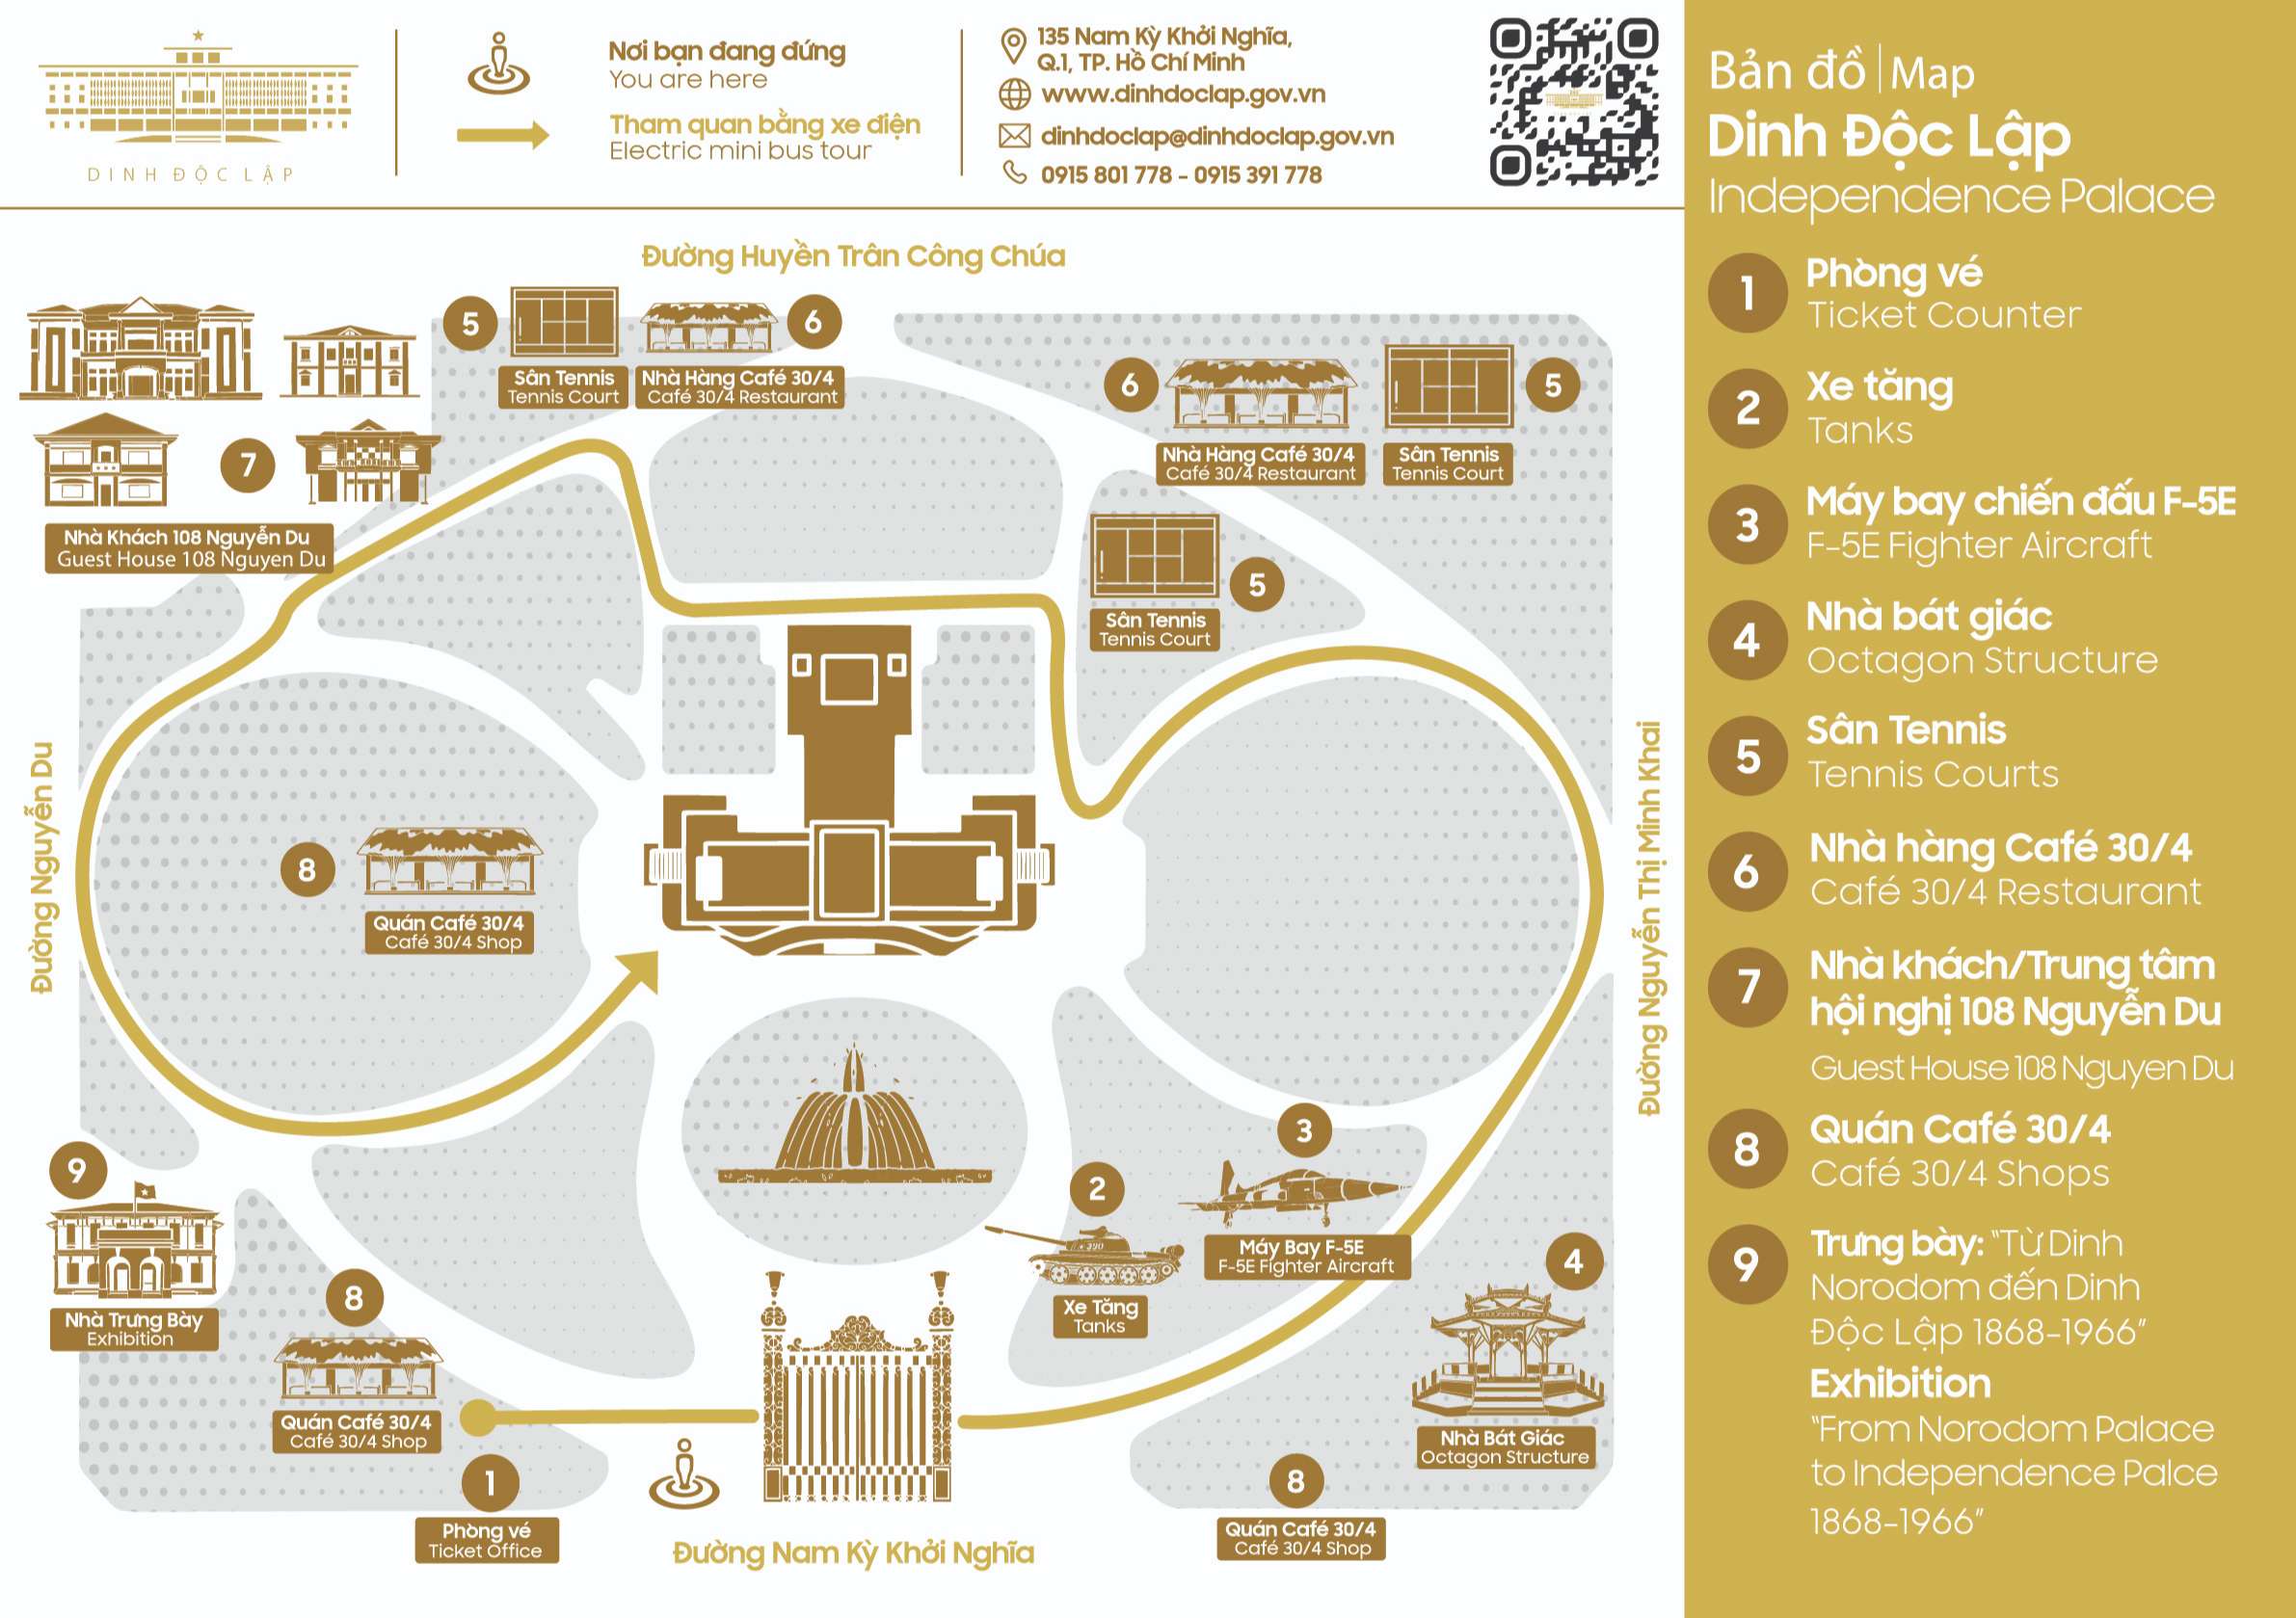 DINH ĐỘC LẬP
Nơi bạn đang đứng
You are here
Tham quan bằng xe điện
Electric mini bus tour
135 Nam Kỳ Khởi Nghĩa,
Q.1, TP. Hồ Chí Minh
www.dinhdoclap.gov.vn
dinhdoclap@dinhdoclap.gov.vn
0915 801 778 - 0915 391 778
Bản đồ | Map
Dinh Độc Lập
Independence Palace
1
Phòng vé
Ticket Counter
2
Xe tăng
Tanks
3
Máy bay chiến đấu F-5E
F-5E Fighter Aircraft
4
Nhà bát giác
Octagon Structure
5
Sân Tennis
Tennis Courts
6
Nhà hàng Café 30/4
Café 30/4 Restaurant
7
Nhà khách/Trung tâm
hội nghị 108 Nguyễn Du
Guest House 108 Nguyen Du
8
Quán Café 30/4
Café 30/4 Shops
9
Trưng bày: "Từ Dinh
Norodom đến Dinh
Độc Lập 1868-1966"
Exhibition
"From Norodom Palace
to Independence Palce
1868-1966"
Đường Huyền Trân Công Chúa
5
Sân Tennis
Tennis Court
6
Nhà Hàng Café 30/4
Café 30/4 Restaurant
6
Nhà Hàng Café 30/4
Café 30/4 Restaurant
5
Sân Tennis
Tennis Court
7
Nhà Khách 108 Nguyễn Du
Guest House 108 Nguyen Du
5
Sân Tennis
Tennis Court
Đường Nguyễn Du
Đường Nguyễn Thị Minh Khai
8
Quán Café 30/4
Café 30/4 Shop
3
Máy Bay F-5E
F-5E Fighter Aircraft
2
390
Xe Tăng
Tanks
9
Nhà Trưng Bày
Exhibition
4
Nhà Bát Giác
Octagon Structure
8
Quán Café 30/4
Café 30/4 Shop
1
Phòng vé
Ticket Office
8
Quán Café 30/4
Café 30/4 Shop
Đường Nam Kỳ Khởi Nghĩa